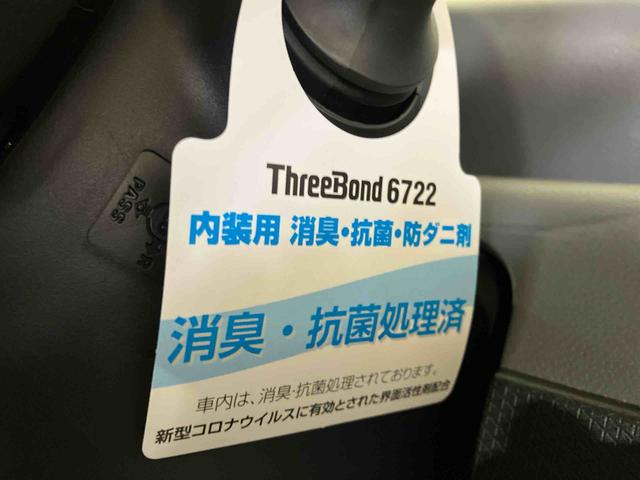 ThreeBond 6722
内装用 消臭・抗菌・防ダニ剤
消臭・抗菌処理済
車内は、消臭・抗菌処理されております。
新型コロナウイルスに有効とされた界面活性剤配合
PASS